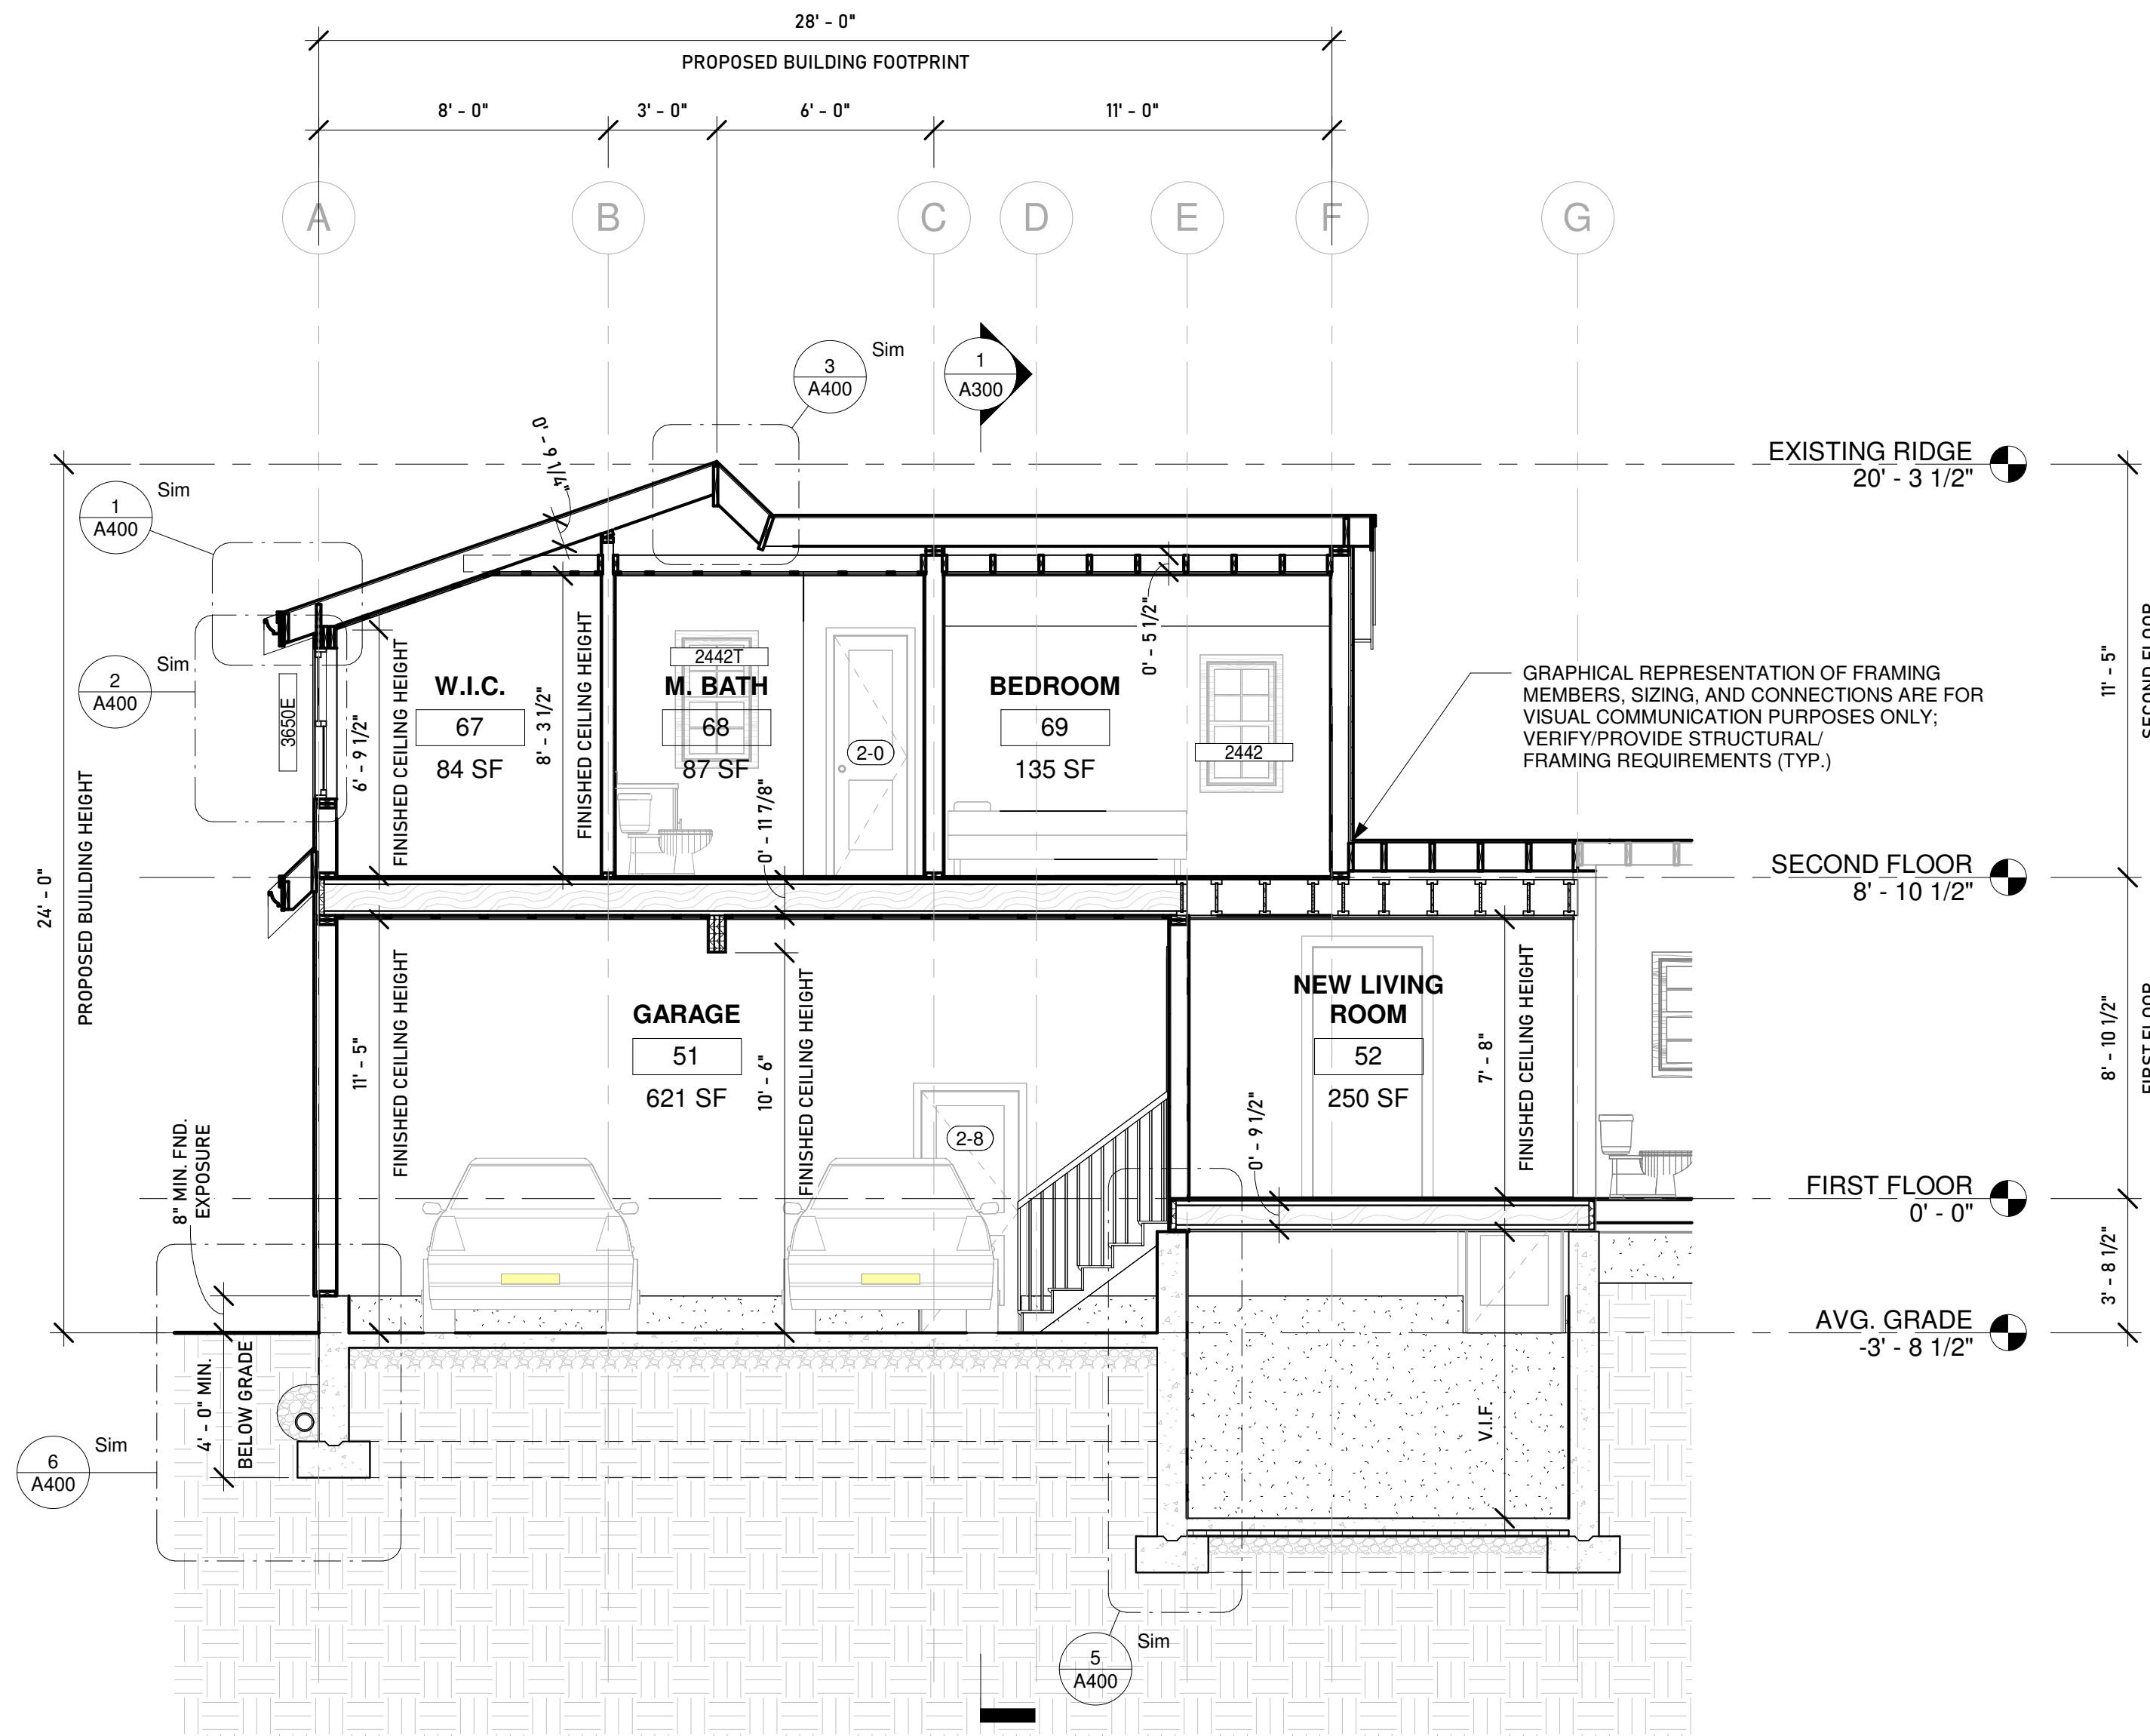 28' - 0"
PROPOSED BUILDING FOOTPRINT
8' - 0"
3' - 0"
6' - 0"
11' - 0"
A
B
C
D
E
F
G
3
A400
Sim
1
A300
0' - 9 1/4"
EXISTING RIDGE
20' - 3 1/2"
1
A400
Sim
2
A400
Sim
3650E
6' - 9 1/2"
FINISHED CEILING HEIGHT
W.I.C.
67
84 SF
8' - 3 1/2"
FINISHED CEILING HEIGHT
2442T
M. BATH
68
87 SF
0' - 11 7/8"
2-0
BEDROOM
69
135 SF
0' - 5 1/2"
2442
GRAPHICAL REPRESENTATION OF FRAMING
MEMBERS, SIZING, AND CONNECTIONS ARE FOR
VISUAL COMMUNICATION PURPOSES ONLY;
VERIFY/PROVIDE STRUCTURAL/
FRAMING REQUIREMENTS (TYP.)
11' - 5"
SECOND FLOOR
SECOND FLOOR
8' - 10 1/2"
24' - 0"
PROPOSED BUILDING HEIGHT
11' - 5"
FINISHED CEILING HEIGHT
GARAGE
51
621 SF
10' - 6"
FINISHED CEILING HEIGHT
2-8
NEW LIVING
ROOM
52
250 SF
7' - 8"
FINISHED CEILING HEIGHT
0' - 9 1/2"
8' - 10 1/2"
FIRST FLOOR
FIRST FLOOR
0' - 0"
8" MIN. FND.
EXPOSURE
3' - 8 1/2"
AVG. GRADE
-3' - 8 1/2"
4' - 0" MIN.
BELOW GRADE
V.I.F.
6
A400
Sim
5
A400
Sim